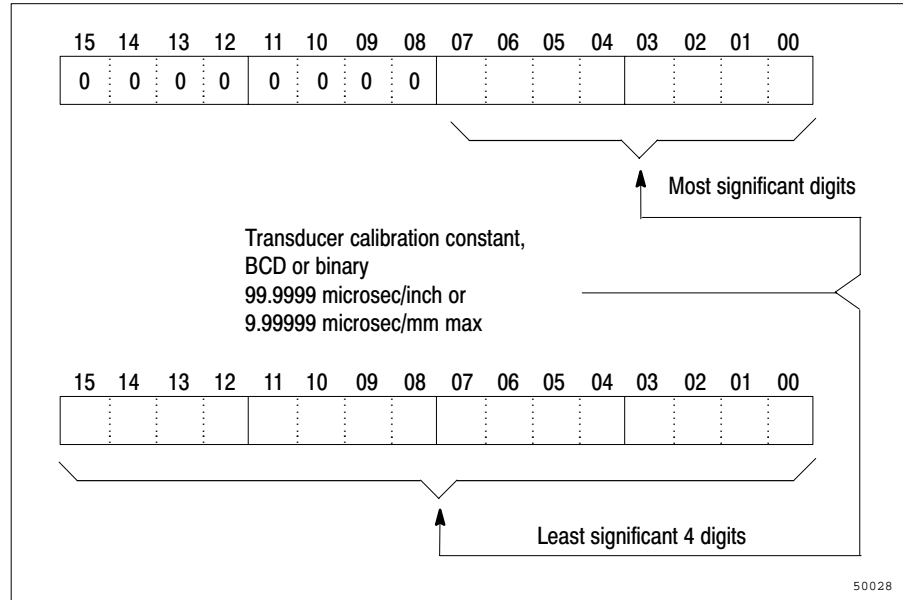 15 14 13 12 11 10 09 08 07 06 05 04 03 02 01 00
0 0 0 0 0 0 0 0
Most significant digits
Transducer calibration constant,
BCD or binary
99.9999 microsec/inch or
9.99999 microsec/mm max
15 14 13 12 11 10 09 08 07 06 05 04 03 02 01 00
Least significant 4 digits
50028